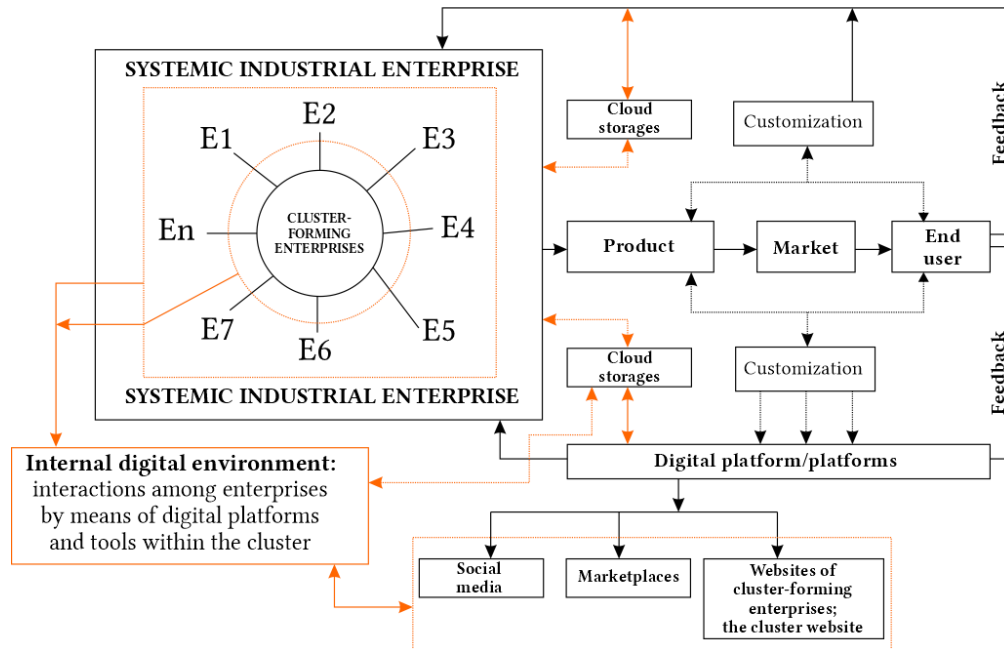 SYSTEMIC INDUSTRIAL ENTERPRISE
E2
E1
E3
CLUSTER-
FORMING
ENTERPRISES
En
E4
E7
E6
E5
SYSTEMIC INDUSTRIAL ENTERPRISE
Cloud
storages
Customization
Feedback
Product
Market
End
user
Cloud
storages
Customization
Feedback
Internal digital environment:
interactions among enterprises
by means of digital platforms
and tools within the cluster
Digital platform/platforms
Social
media
Marketplaces
Websites of
cluster-forming
enterprises;
the cluster website